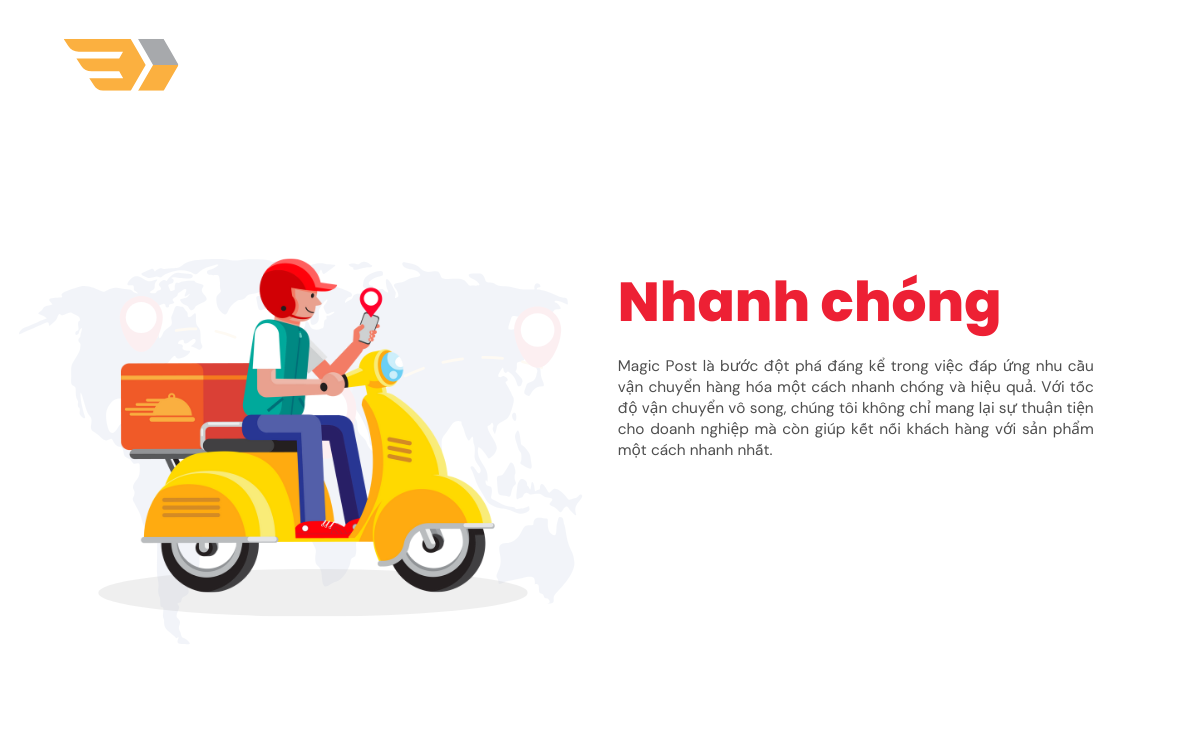 Nhanh chóng
Magic Post là bước đột phá đáng kể trong việc đáp ứng nhu cầu
vận chuyển hàng hóa một cách nhanh chóng và hiệu quả. Với tốc
độ vận chuyển vô song, chúng tôi không chỉ mang lại sự thuận tiện
cho doanh nghiệp mà còn giúp kết nối khách hàng với sản phẩm
một cách nhanh nhất.